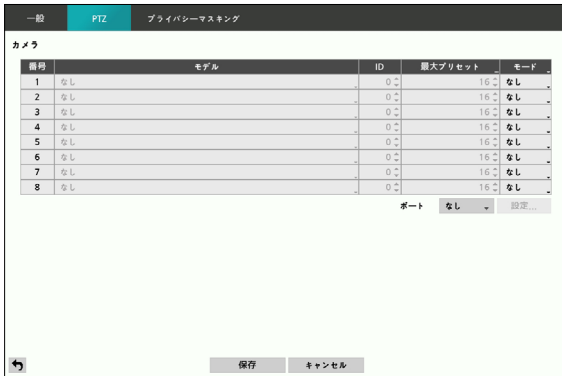 一般 PTZ プライバシーマスキング
カメラ
番号 モデル ID 最大プリセット モード
1 なし 0 16 なし
2 なし 0 16 なし
3 なし 0 16 なし
4 なし 0 16 なし
5 なし 0 16 なし
6 なし 0 16 なし
7 なし 0 16 なし
8 なし 0 16 なし
ポート なし 設定...
保存 キャンセル